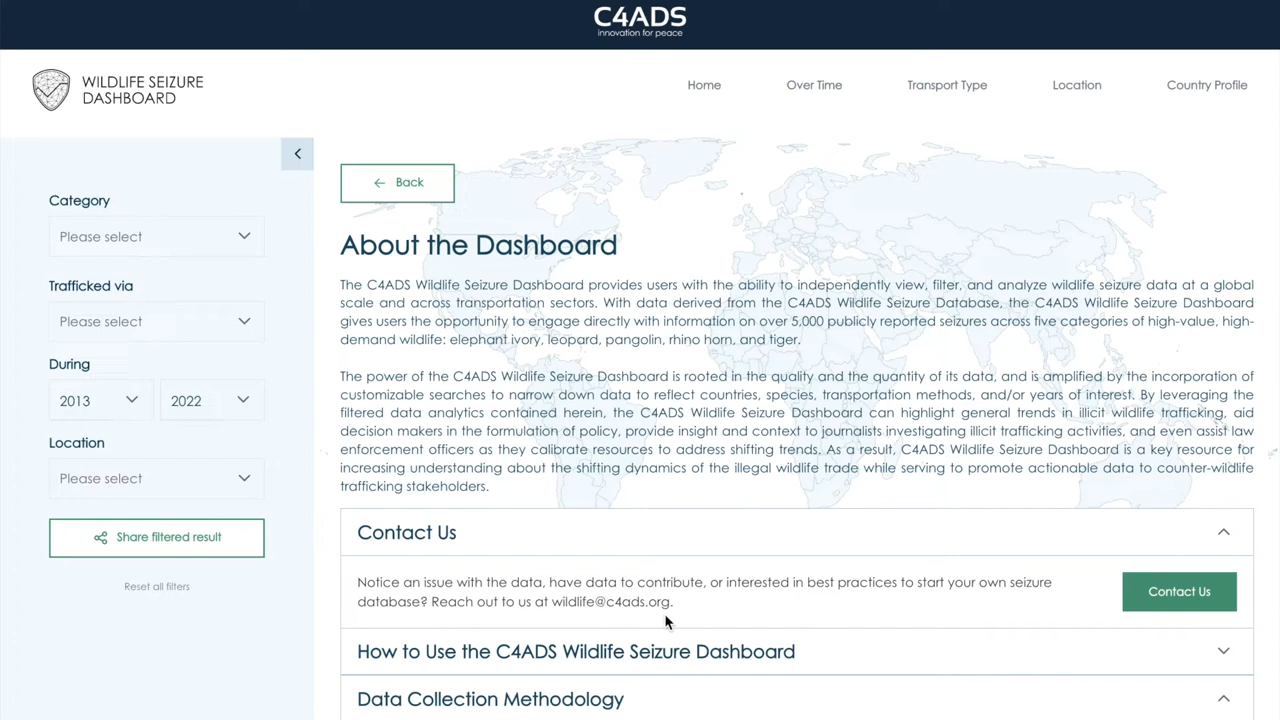 C4ADS
innovation for peace
WILDLIFE SEIZURE
DASHBOARD
Home
Over Time
Transport Type
Location
Country Profile
Category
Please select
Trafficked via
Please select
During
2013
2022
Location
Please select
Share filtered result
Reset all filters
Back
About the Dashboard
The C4ADS Wildlife Seizure Dashboard provides users with the ability to independently view, filter, and analyze wildlife seizure data at a global
scale and across transportation sectors. With data derived from the C4ADS Wildlife Seizure Database, the C4ADS Wildlife Seizure Dashboard
gives users the opportunity to engage directly with information on over 5,000 publicly reported seizures across five categories of high-value, high-
demand wildlife: elephant ivory, leopard, pangolin, rhino horn, and tiger.
The power of the C4ADS Wildlife Seizure Dashboard is rooted in the quality and the quantity of its data, and is amplified by the incorporation of
customizable searches to narrow down data to reflect countries, species, transportation methods, and/or years of interest. By leveraging the
filtered data analytics contained herein, the C4ADS Wildlife Seizure Dashboard can highlight general trends in illicit wildlife trafficking, aid
decision makers in the formulation of policy, provide insight and context to journalists investigating illicit trafficking activities, and even assist law
enforcement officers as they calibrate resources to address shifting trends. As a result, C4ADS Wildlife Seizure Dashboard is a key resource for
increasing understanding about the shifting dynamics of the illegal wildlife trade while serving to promote actionable data to counter-wildlife
trafficking stakeholders.
Contact Us
Notice an issue with the data, have data to contribute, or interested in best practices to start your own seizure
database? Reach out to us at wildlife@c4ads.org.
Contact Us
How to Use the C4ADS Wildlife Seizure Dashboard
Data Collection Methodology